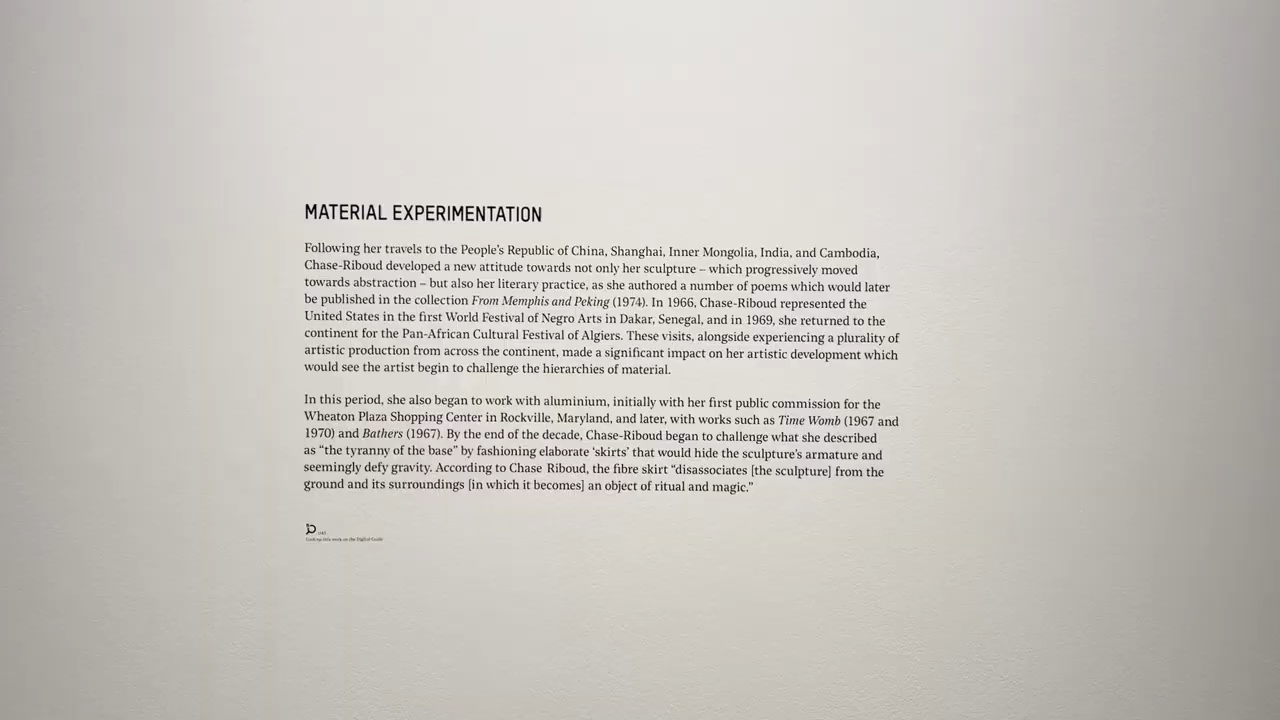 MATERIAL EXPERIMENTATION
Following her travels to the People's Republic of China, Shanghai, Inner Mongolia, India, and Cambodia,
Chase-Riboud developed a new attitude towards not only her sculpture – which progressively moved
towards abstraction – but also her literary practice, as she authored a number of poems which would later
be published in the collection From Memphis and Peking (1974). In 1966, Chase-Riboud represented the
United States in the first World Festival of Negro Arts in Dakar, Senegal, and in 1969, she returned to the
continent for the Pan-African Cultural Festival of Algiers. These visits, alongside experiencing a plurality of
artistic production from across the continent, made a significant impact on her artistic development which
would see the artist begin to challenge the hierarchies of material.
In this period, she also began to work with aluminium, initially with her first public commission for the
Wheaton Plaza Shopping Center in Rockville, Maryland, and later, with works such as Time Womb (1967 and
1970) and Bathers (1967). By the end of the decade, Chase-Riboud began to challenge what she described
as “the tyranny of the base” by fashioning elaborate ‘skirts’ that would hide the sculpture's armature and
seemingly defy gravity. According to Chase Riboud, the fibre skirt “disassociates [the sculpture] from the
ground and its surroundings [in which it becomes] an object of ritual and magic.”
this work on the Digital Guide